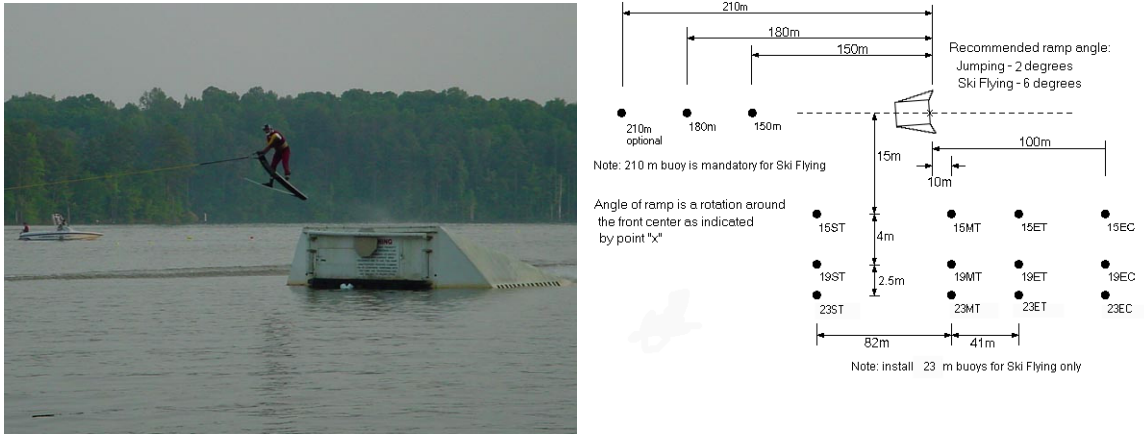 WARNING
210m
180m
150m
Recommended ramp angle:
Jumping - 2 degrees
Ski Flying - 6 degrees
210m
optional
180m
150m
100m
15m
10m
Note: 210 m buoy is mandatory for Ski Flying
Angle of ramp is a rotation around
the front center as indicated
by point "x"
15ST
15MT
15ET
15EC
4m
19ST
19MT
19ET
19EC
2.5m
23ST
23MT
23ET
23EC
82m
41m
Note: install 23 m buoys for Ski Flying only